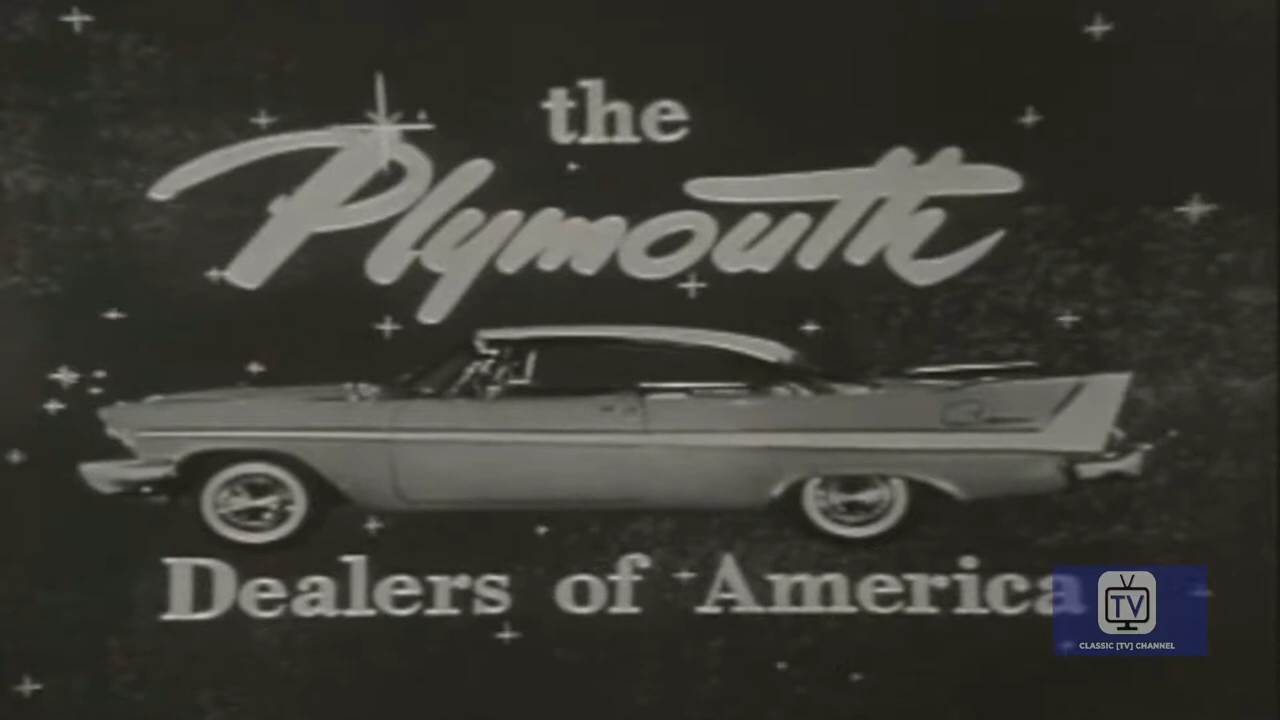 the
Plymouth
Dealers of America
TV
CLASSIC [TV] CHANNEL